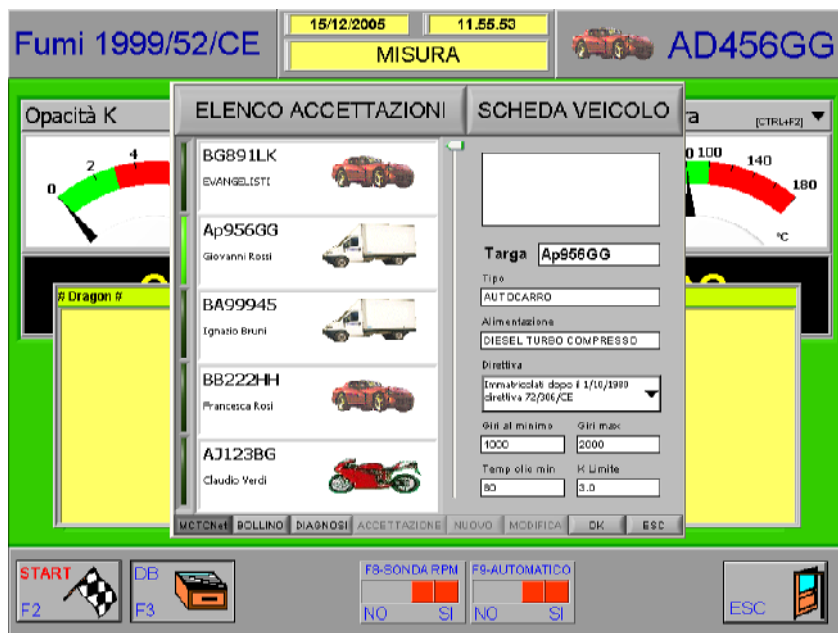 Fumi 1999/52/CE
15/12/2005
11.55.53
MISURA
AD456GG
Opacità K
ra
[CTRL+F2]
0 2 4
0 100 140 180
°C
# Dragon #
ELENCO ACCETTAZIONI
SCHEDA VEICOLO
BG891LK
EVANGELISTI
Ap956GG
Giovanni Rossi
BA99945
Ignazio Bruni
BB222HH
Francesca Rosi
AJ123BG
Claudio Verdi
Targa Ap956GG
Tipo
AUTOCARRO
Alimentazione
DIESEL TURBO COMPRESSO
Direttiva
Immatricolati dopo il 1/10/1980
direttiva 72/306/CE
Giri al minimo Giri max
1000 2000
Temp olio min K Limite
80 3.0
MCTCNet BOLLINO DIAGNOSI ACCETTAZIONE NUOVO MODIFICA OK ESC
START
F2
DB
F3
F8-SONDA RPM
NO SI
F9-AUTOMATICO
NO SI
ESC